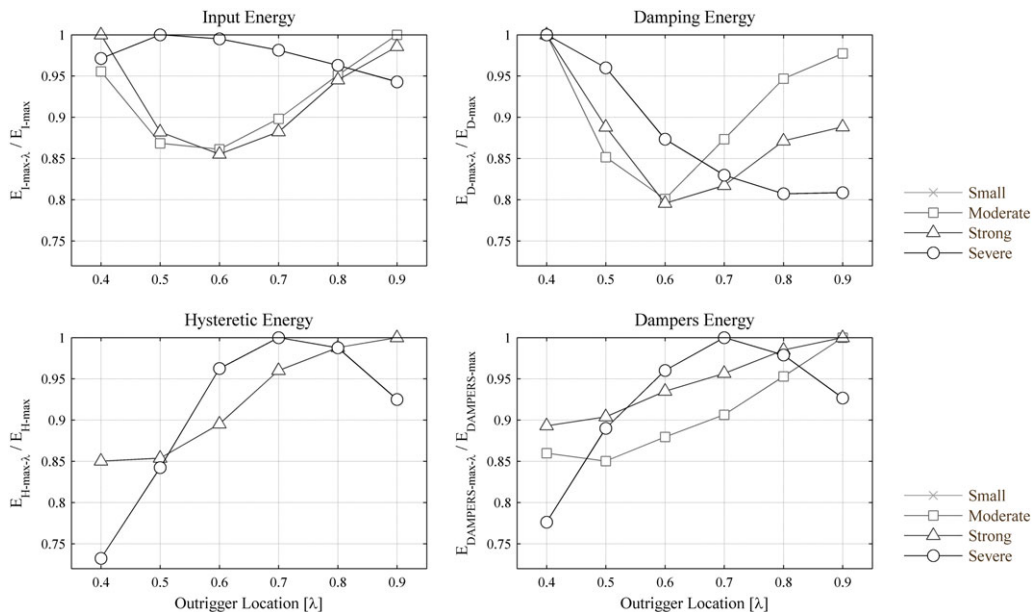 Input Energy
E_I-max-λ / E_I-max
1
0.95
0.9
0.85
0.8
0.75
0.4 0.5 0.6 0.7 0.8 0.9
Damping Energy
E_D-max-λ / E_D-max
1
0.95
0.9
0.85
0.8
0.75
0.4 0.5 0.6 0.7 0.8 0.9
Small
Moderate
Strong
Severe
Hysteretic Energy
E_H-max-λ / E_H-max
1
0.95
0.9
0.85
0.8
0.75
0.4 0.5 0.6 0.7 0.8 0.9
Outrigger Location [λ]
Dampers Energy
E_DAMPERS-max-λ / E_DAMPERS-max
1
0.95
0.9
0.85
0.8
0.75
0.4 0.5 0.6 0.7 0.8 0.9
Outrigger Location [λ]
Small
Moderate
Strong
Severe